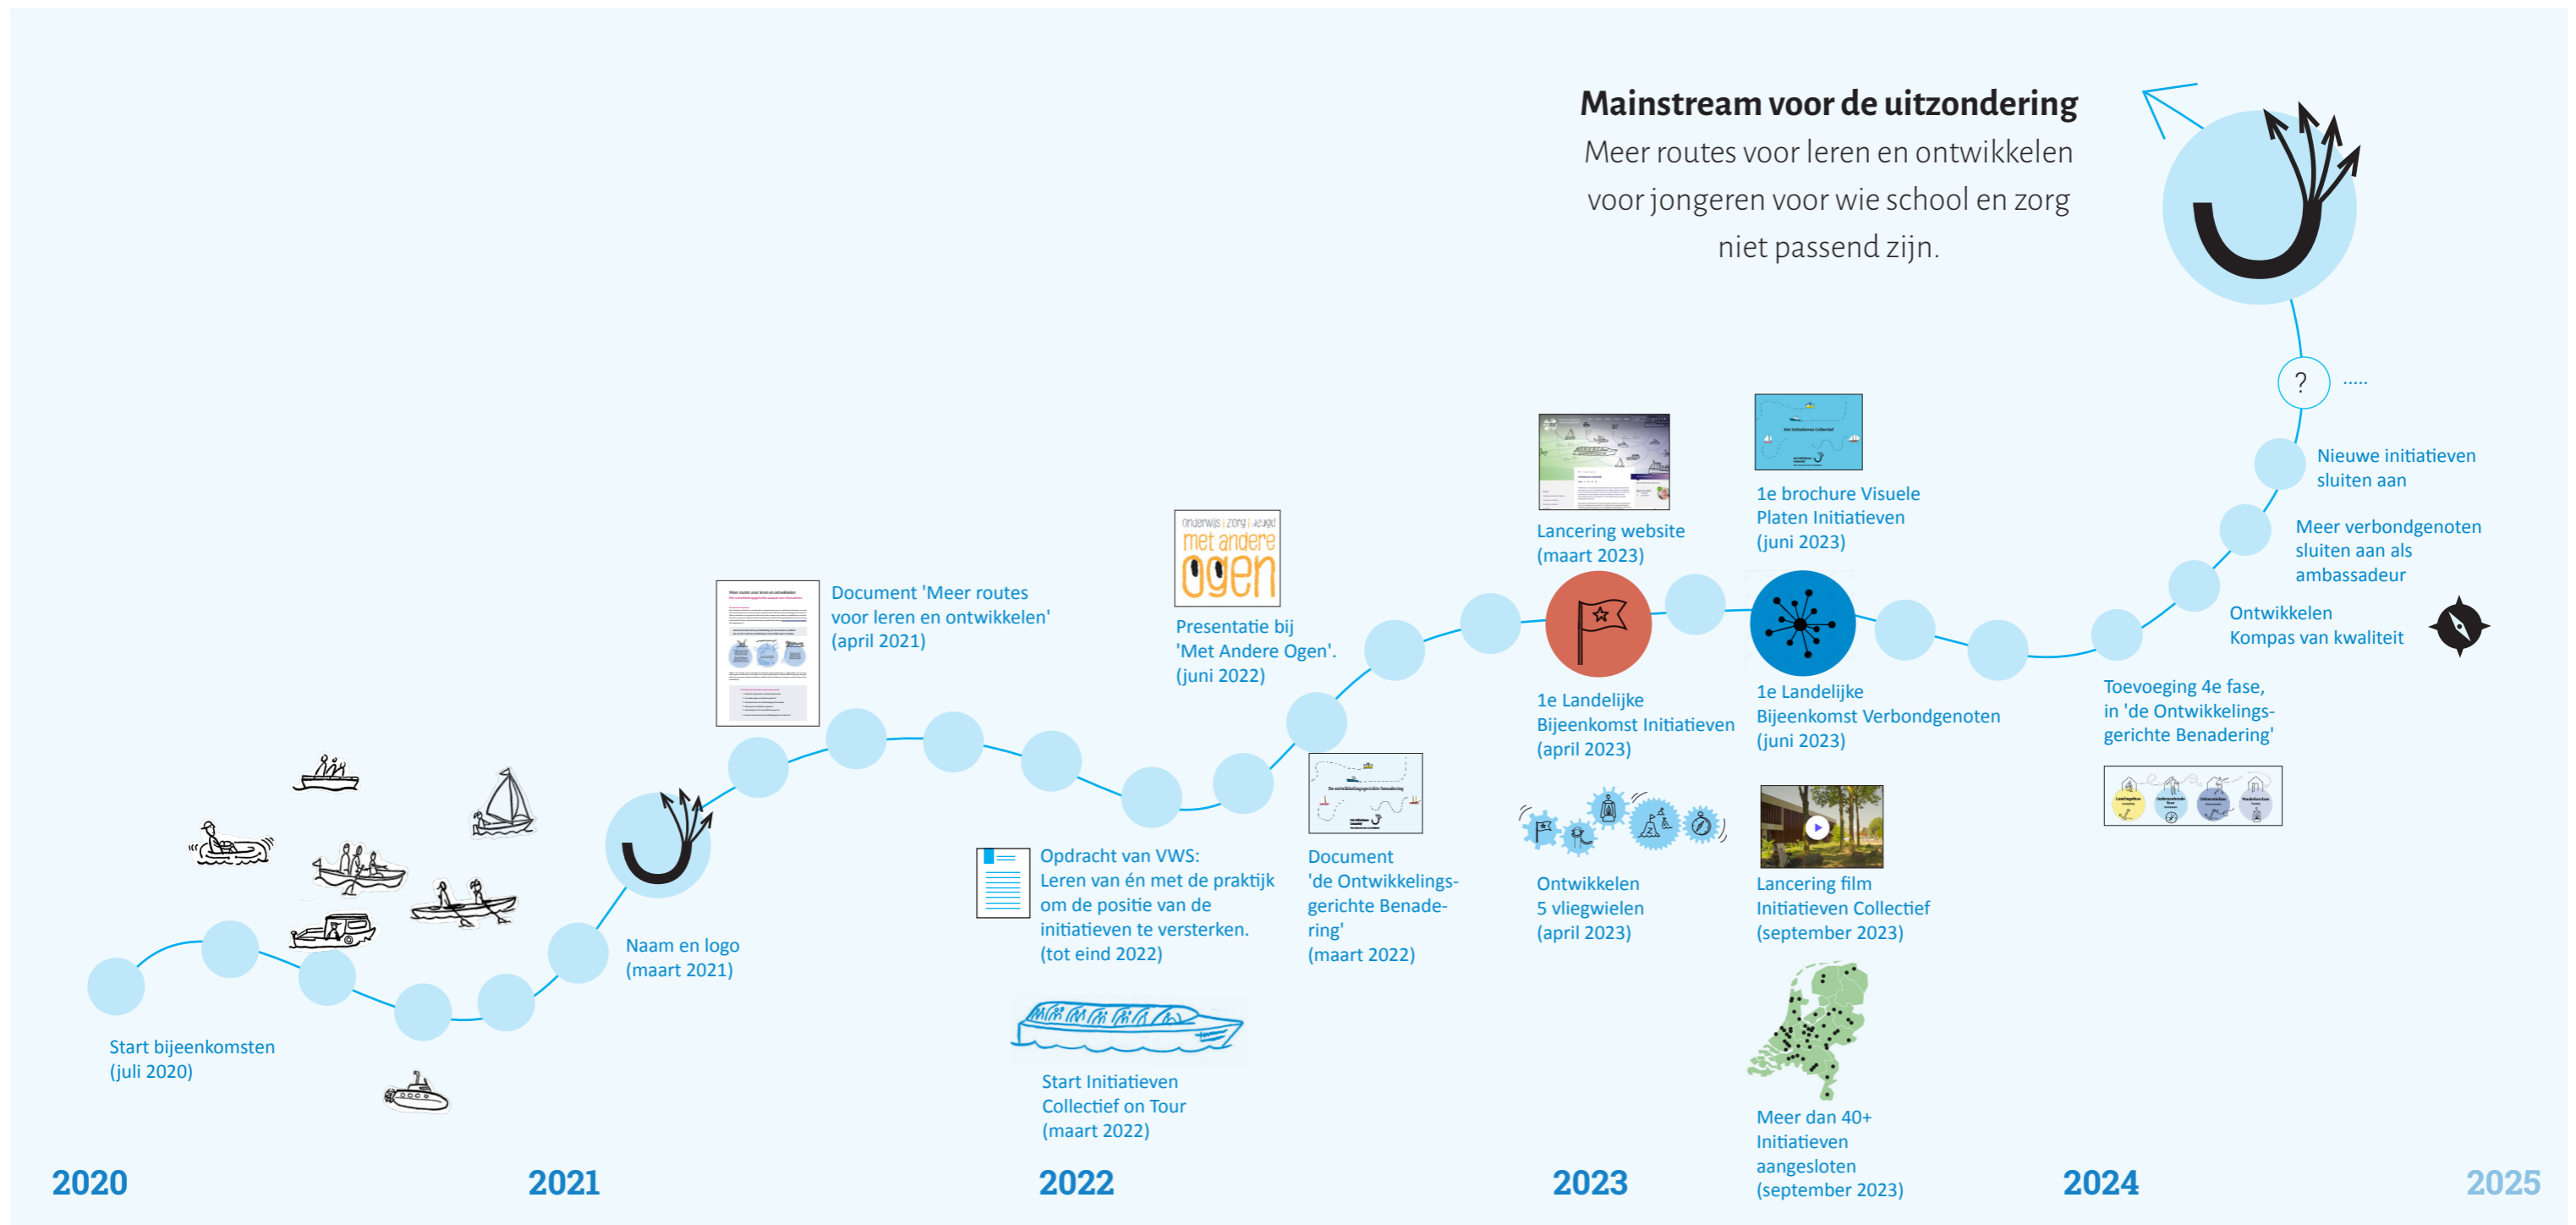 Mainstream voor de uitzondering
Meer routes voor leren en ontwikkelen
voor jongeren voor wie school en zorg
niet passend zijn.
Start bijeenkomsten
(juli 2020)
Naam en logo
(maart 2021)
Document 'Meer routes
voor leren en ontwikkelen'
(april 2021)
Opdracht van VWS:
Leren van én met de praktijk
om de positie van de
initiatieven te versterken.
(tot eind 2022)
Start Initiatieven
Collectief on Tour
(maart 2022)
onderwijs | zorg | jeugd
met andere
ogen
Presentatie bij
'Met Andere Ogen'.
(juni 2022)
De ontwikkelingsgerichte benadering
Document
'de Ontwikkelings-
gerichte Benade-
ring'
(maart 2022)
Lancering website
(maart 2023)
1e Landelijke
Bijeenkomst Initiatieven
(april 2023)
Ontwikkelen
5 vliegwielen
(april 2023)
Het Initiatieven Collectief
1e brochure Visuele
Platen Initiatieven
(juni 2023)
1e Landelijke
Bijeenkomst Verbondgenoten
(juni 2023)
Lancering film
Initiatieven Collectief
(september 2023)
Meer dan 40+
Initiatieven
aangesloten
(september 2023)
Toevoeging 4e fase,
in 'de Ontwikkelings-
gerichte Benadering'
Ontwikkelen
Kompas van kwaliteit
Meer verbondgenoten
sluiten aan als
ambassadeur
Nieuwe initiatieven
sluiten aan
? .....
2020 2021 2022 2023 2024 2025